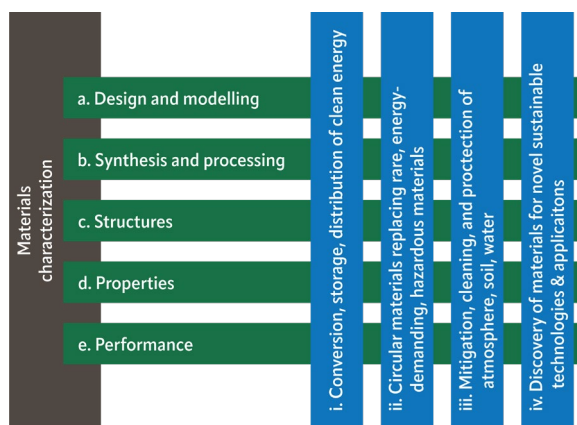 Materials
characterization
a. Design and modelling
b. Synthesis and processing
c. Structures
d. Properties
e. Performance
i. Conversion, storage, distribution of clean energy
ii. Circular materials replacing rare, energy-
demanding, hazardous materials
iii. Mitigation, cleaning, and proctection of
atmosphere, soil, water
iv. Discovery of materials for novel sustainable
technologies & applicaitons